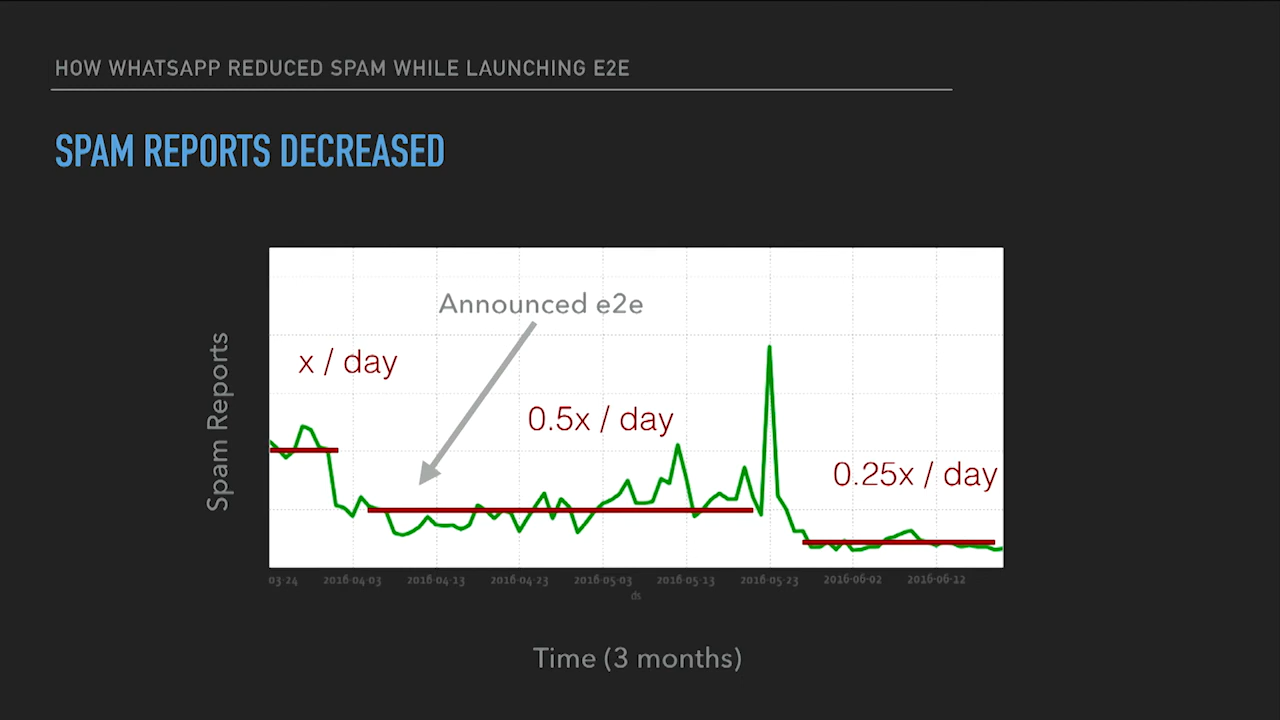 HOW WHATSAPP REDUCED SPAM WHILE LAUNCHING E2E
SPAM REPORTS DECREASED
Announced e2e
x / day
0.5x / day
0.25x / day
Spam Reports
03-24 2016-04-03 2016-04-13 2016-04-23 2016-05-03 2016-05-13 2016-05-23 2016-06-02 2016-06-12
ds
Time (3 months)